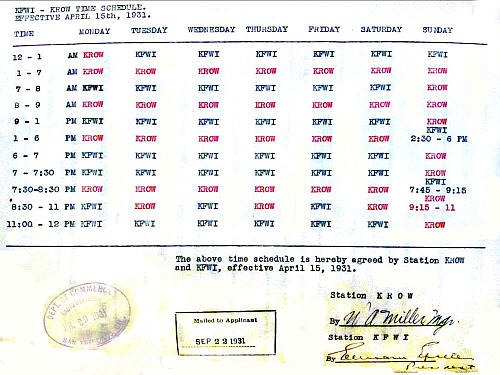 KFWI - KROW TIME SCHEDULE.
EFFECTIVE APRIL 15th, 1931.
TIME MONDAY TUESDAY WEDNESDAY THURSDAY FRIDAY SATURDAY SUNDAY
12 - 1 AM KROW KFWI KFWI KFWI KFWI KFWI KFWI
1 - 7 AM KROW KROW KROW KROW KROW KROW KROW
7 - 8 AM KFWI KFWI KFWI KFWI KFWI KFWI KFWI
8 - 9 AM KROW KROW KROW KROW KROW KROW KROW
9 - 1 PM KFWI KFWI KFWI KFWI KFWI KFWI KROW
KFWI
1 - 6 PM KROW KROW KROW KROW KROW KROW 2:30 - 6 PM
6 - 7 PM KFWI KFWI KFWI KFWI KFWI KFWI KROW
7 - 7:30 PM KFWI KFWI KFWI KFWI KFWI KFWI KROW
KFWI
7:30-8:30 PM KROW KROW KROW KROW KROW KROW 7:45 - 9:15
KROW
8:30 - 11 PM KFWI KROW KFWI KROW KFWI KROW 9:15 - 11
11:00 - 12 PM KFWI KFWI KFWI KFWI KFWI KFWI KROW
The above time schedule is hereby agreed by Station KROW
and KFWI, effective April 15, 1931.
Station K R O W
By Miller Mgr.
Station K F W I
By
President
DEPT. OF COMMERCE
Mailed to Applicant
SEP 22 1931